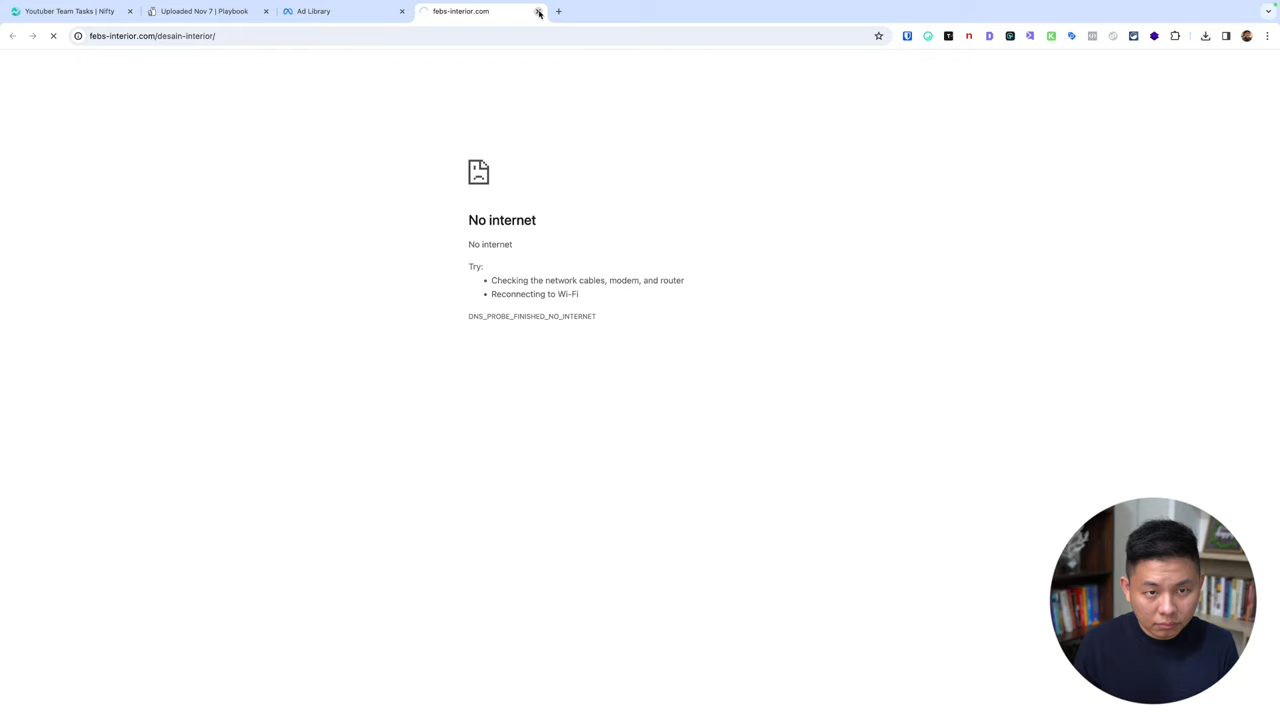 Youtuber Team Tasks | Nifty
Uploaded Nov 7 | Playbook
Ad Library
febs-interior.com
febs-interior.com/desain-interior/
No internet
No internet
Try:
• Checking the network cables, modem, and router
• Reconnecting to Wi-Fi
DNS_PROBE_FINISHED_NO_INTERNET